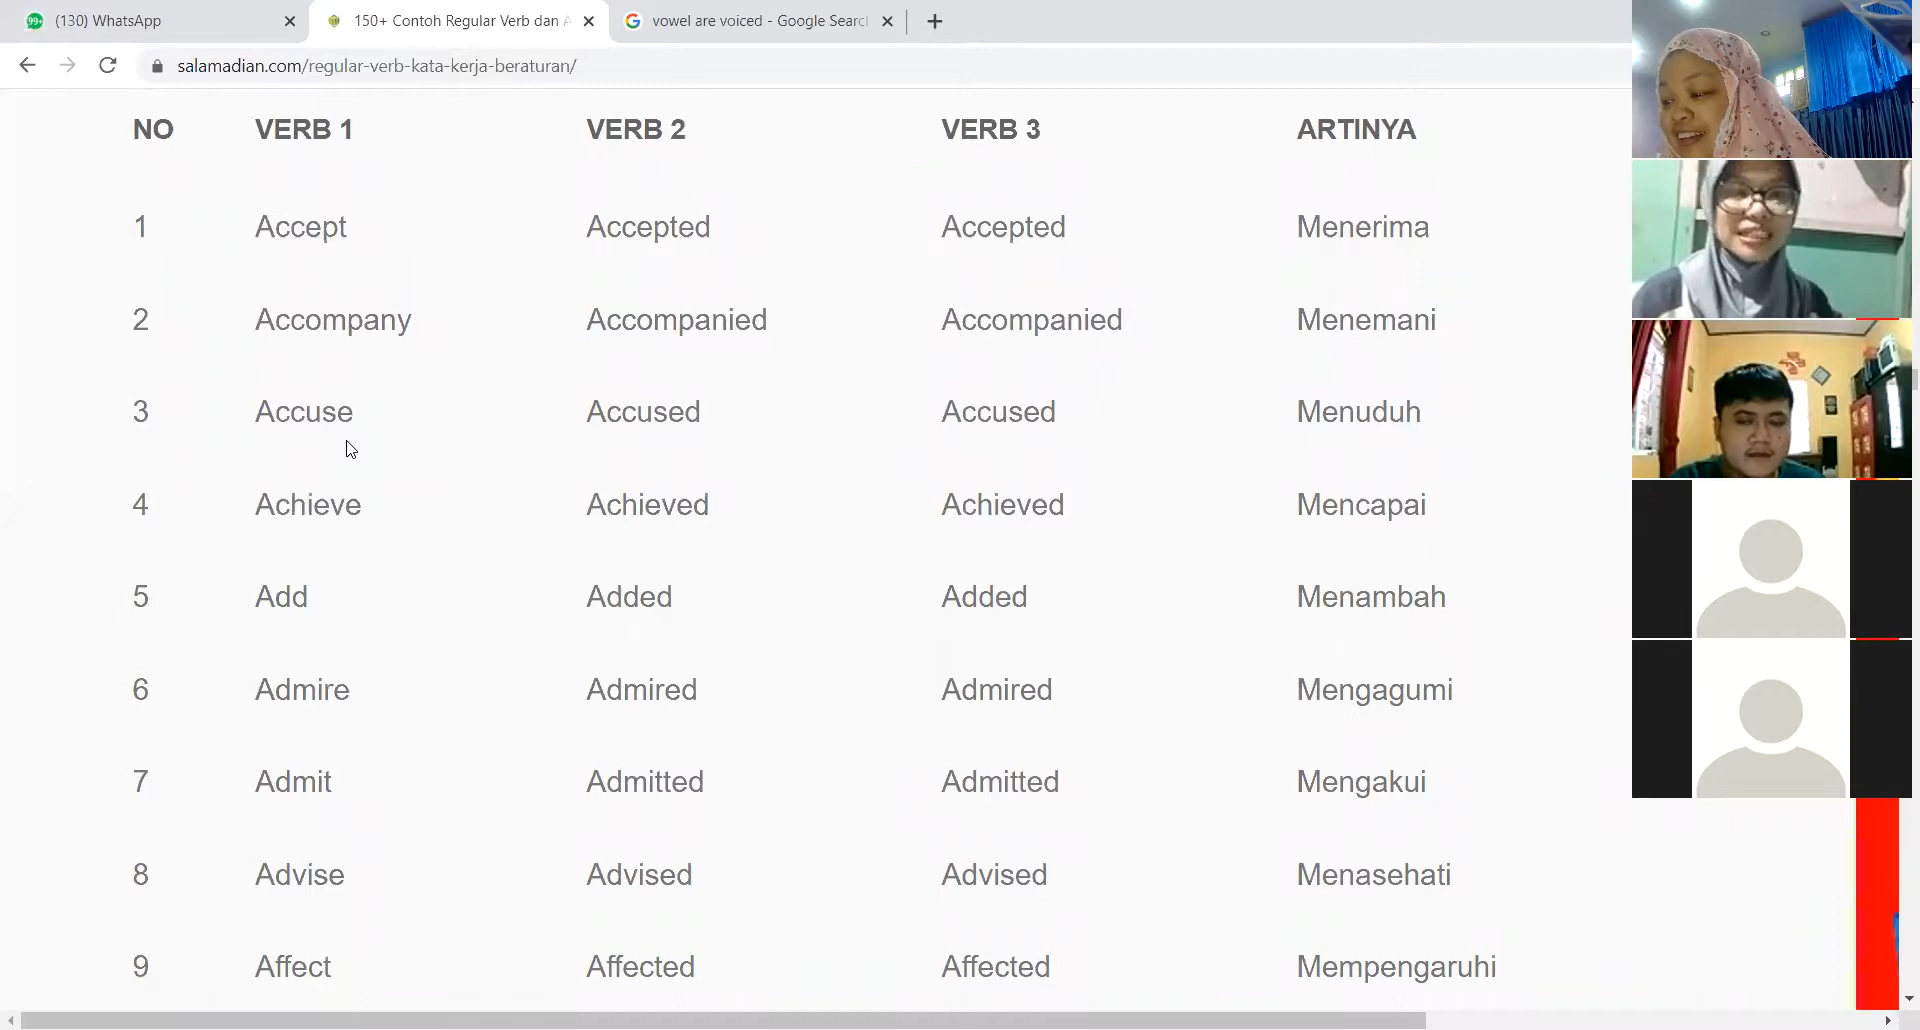 99+ (130) WhatsApp 150+ Contoh Regular Verb dan A vowel are voiced - Google Searc
salamadian.com/regular-verb-kata-kerja-beraturan/
NO VERB 1 VERB 2 VERB 3 ARTINYA
1 Accept Accepted Accepted Menerima
2 Accompany Accompanied Accompanied Menemani
3 Accuse Accused Accused Menuduh
4 Achieve Achieved Achieved Mencapai
5 Add Added Added Menambah
6 Admire Admired Admired Mengagumi
7 Admit Admitted Admitted Mengakui
8 Advise Advised Advised Menasehati
9 Affect Affected Affected Mempengaruhi